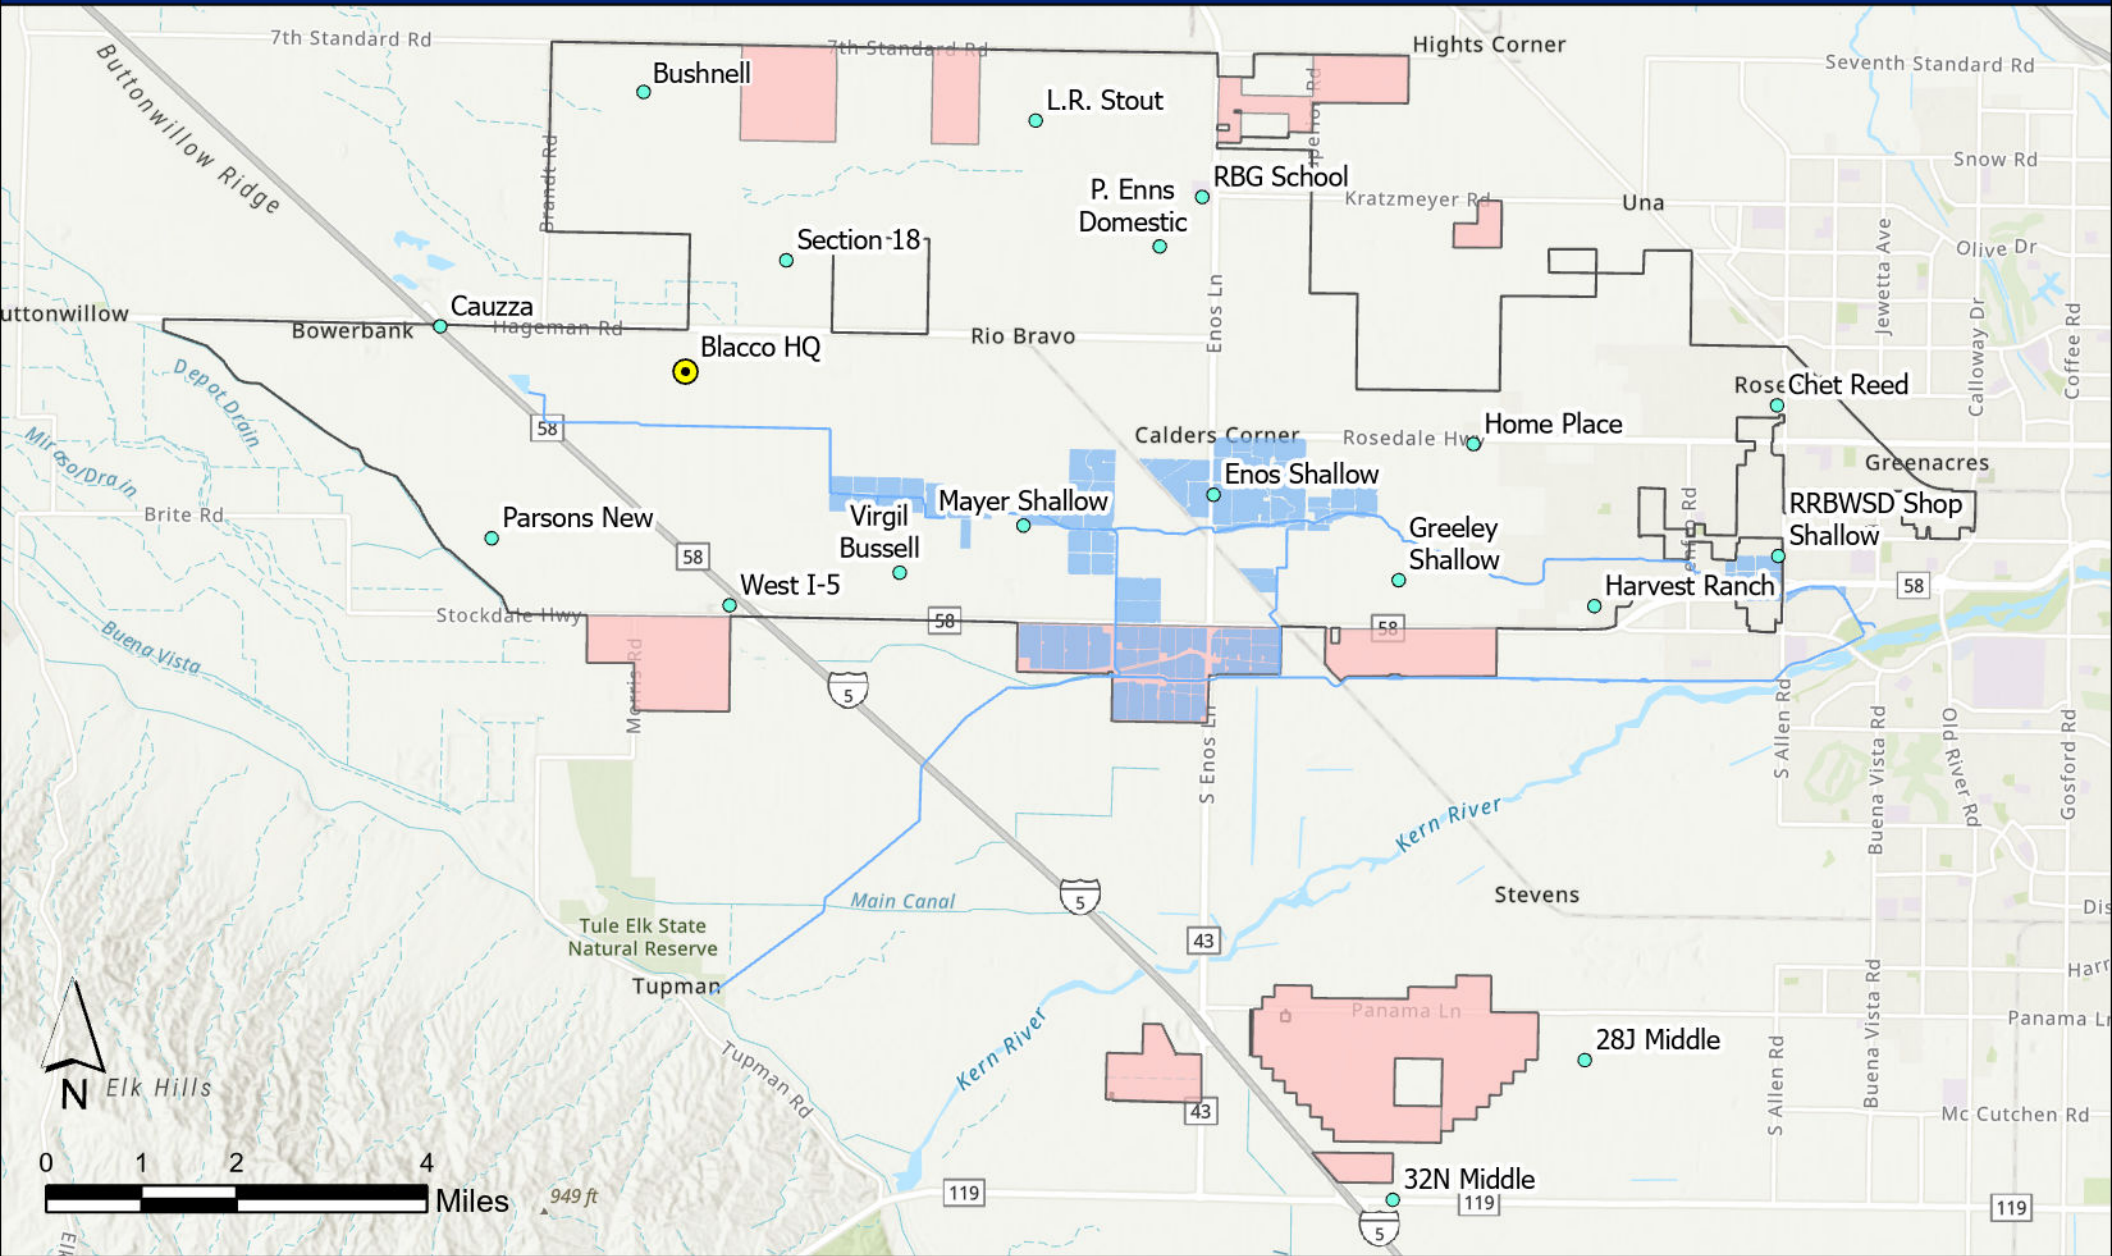 7th Standard Rd
7th Standard Rd
Hights Corner
Seventh Standard Rd
Buttonwillow Ridge
Bushnell
L.R. Stout
Brandt Rd
Snow Rd
RBG School
Kratzmeyer Rd
Una
P. Enns
Domestic
Section 18
Olive Dr
Jewetta Ave
Calloway Dr
Coffee Rd
Enos Ln
uttonwillow
Cauzza
Bowerbank
Hageman Rd
Rio Bravo
Blacco HQ
Depot Drain
Chet Reed
58
Home Place
Calders Corner
Rosedale Hwy
Greenacres
Enos Shallow
Brite Rd
Parsons New
Mayer Shallow
Virgil
Bussell
RRBWSD Shop
Shallow
Greeley
Shallow
58
West I-5
Harvest Ranch
58
Stockdale Hwy
58
58
Buena Vista
Morris Rd
5
S Enos Ln
S Allen Rd
Buena Vista Rd
Old River Rd
Gosford Rd
Kern River
Stevens
5
Main Canal
Tule Elk State
Natural Reserve
43
Tupman
Panama Ln
Panama Ln
Kern River
28J Middle
Tupman Rd
Elk Hills
N
43
S Allen Rd
Buena Vista Rd
Mc Cutchen Rd
0 1 2 4
Miles
949 ft
119
32N Middle
119
119
5